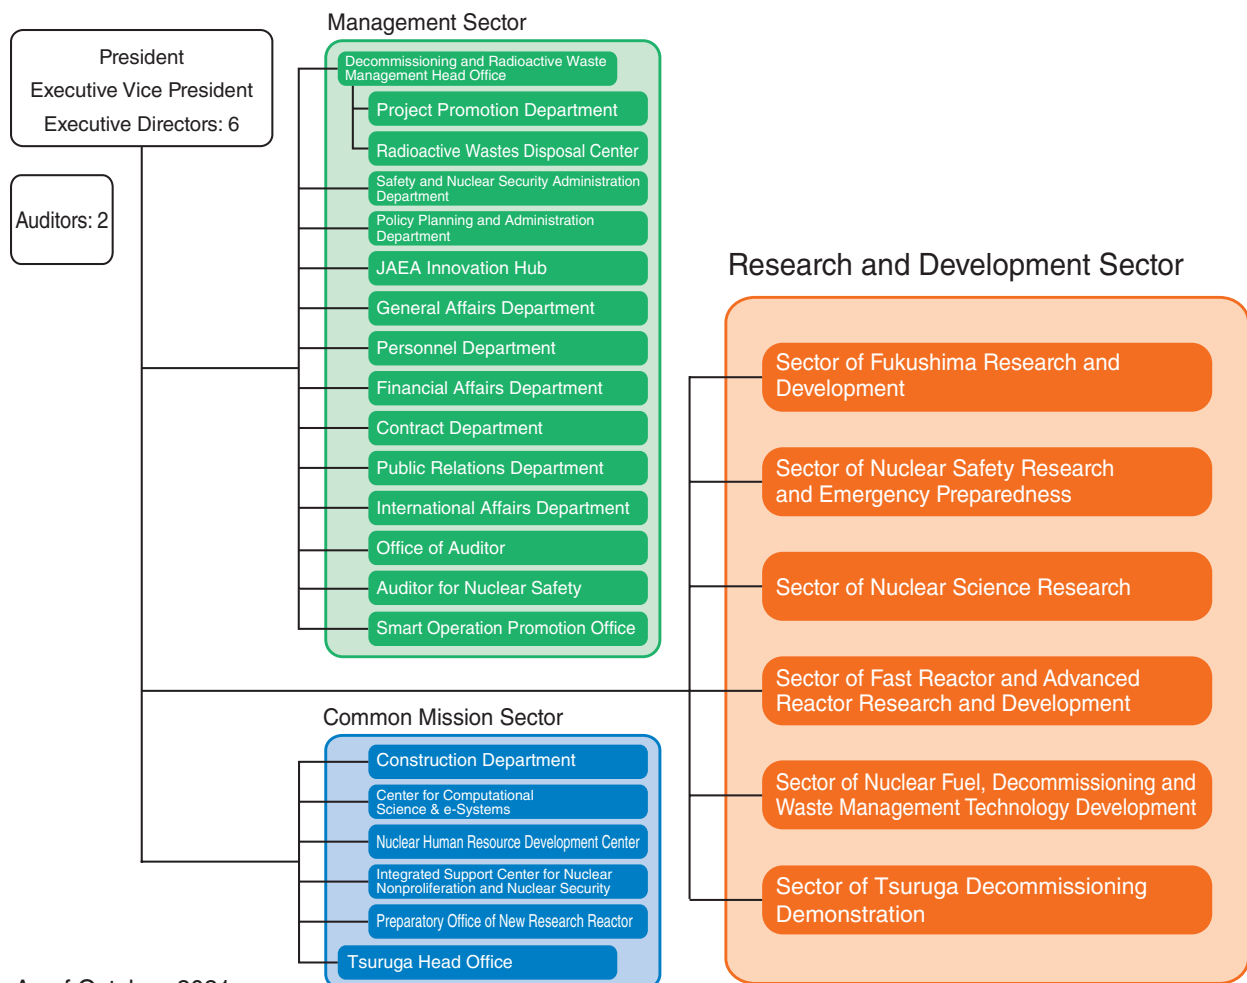 President
Executive Vice President
Executive Directors: 6
Auditors: 2
Management Sector
Decommissioning and Radioactive Waste
Management Head Office
Project Promotion Department
Radioactive Wastes Disposal Center
Safety and Nuclear Security Administration
Department
Policy Planning and Administration
Department
JAEA Innovation Hub
General Affairs Department
Personnel Department
Financial Affairs Department
Contract Department
Public Relations Department
International Affairs Department
Office of Auditor
Auditor for Nuclear Safety
Smart Operation Promotion Office
Common Mission Sector
Construction Department
Center for Computational
Science & e-Systems
Nuclear Human Resource Development Center
Integrated Support Center for Nuclear
Nonproliferation and Nuclear Security
Preparatory Office of New Research Reactor
Tsuruga Head Office
Research and Development Sector
Sector of Fukushima Research and
Development
Sector of Nuclear Safety Research
and Emergency Preparedness
Sector of Nuclear Science Research
Sector of Fast Reactor and Advanced
Reactor Research and Development
Sector of Nuclear Fuel, Decommissioning and
Waste Management Technology Development
Sector of Tsuruga Decommissioning
Demonstration
As of October, 2021